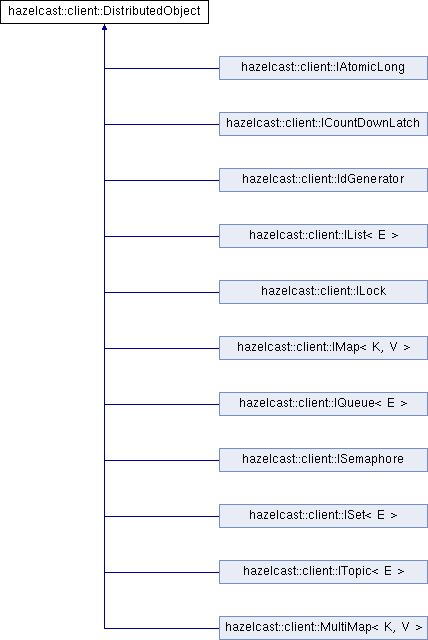 hazelcast::client::DistributedObject
hazelcast::client::IAtomicLong
hazelcast::client::ICountDownLatch
hazelcast::client::IdGenerator
hazelcast::client::IList< E >
hazelcast::client::ILock
hazelcast::client::IMap< K, V >
hazelcast::client::IQueue< E >
hazelcast::client::ISemaphore
hazelcast::client::ISet< E >
hazelcast::client::ITopic< E >
hazelcast::client::MultiMap< K, V >